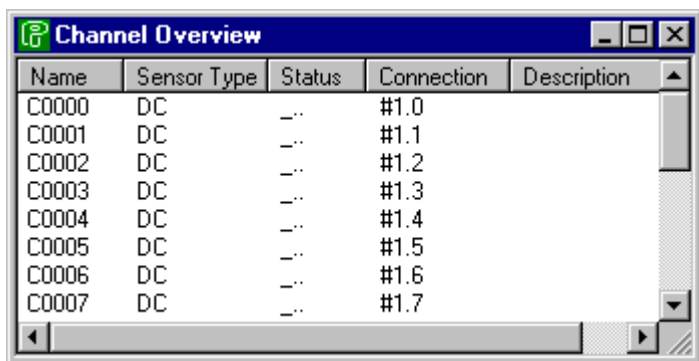 Channel Overview
Name Sensor Type Status Connection Description
C0000 DC _.. #1.0
C0001 DC _.. #1.1
C0002 DC _.. #1.2
C0003 DC _.. #1.3
C0004 DC _.. #1.4
C0005 DC _.. #1.5
C0006 DC _.. #1.6
C0007 DC _.. #1.7